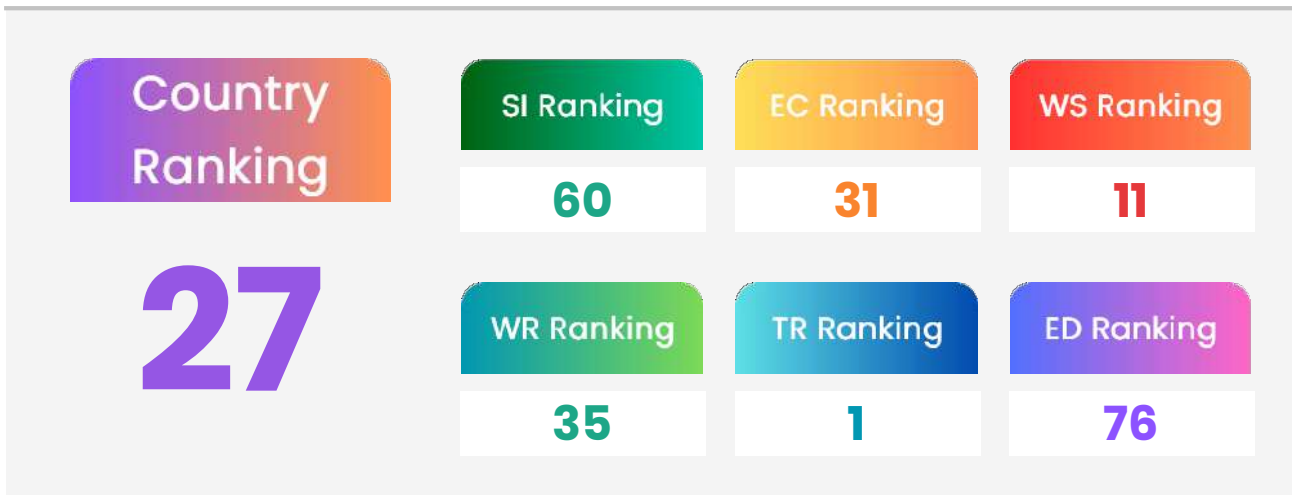 Country
Ranking
27
SI Ranking
60
EC Ranking
31
WS Ranking
11
WR Ranking
35
TR Ranking
1
ED Ranking
76